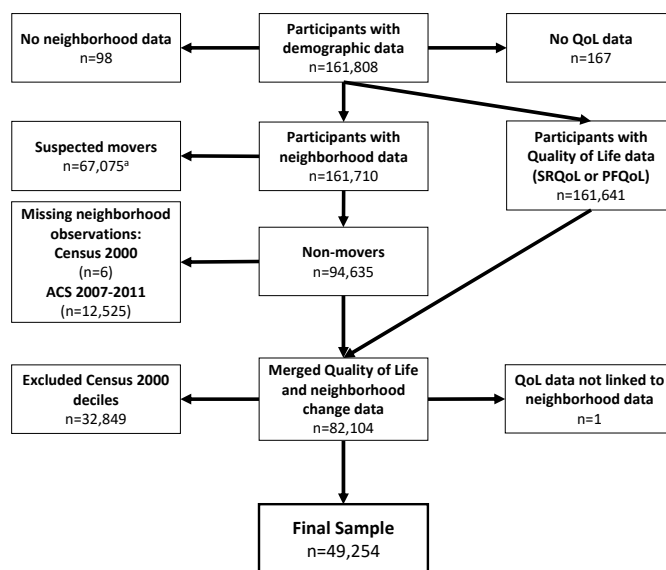 No neighborhood data
n=98
Participants with
demographic data
n=161,808
No QoL data
n=167
Suspected movers
n=67,075ᵃ
Participants with
neighborhood data
n=161,710
Participants with
Quality of Life data
(SRQoL or PFQoL)
n=161,641
Missing neighborhood
observations:
Census 2000
(n=6)
ACS 2007-2011
(n=12,525)
Non-movers
n=94,635
Excluded Census 2000
deciles
n=32,849
Merged Quality of Life
and neighborhood
change data
n=82,104
QoL data not linked to
neighborhood data
n=1
Final Sample
n=49,254